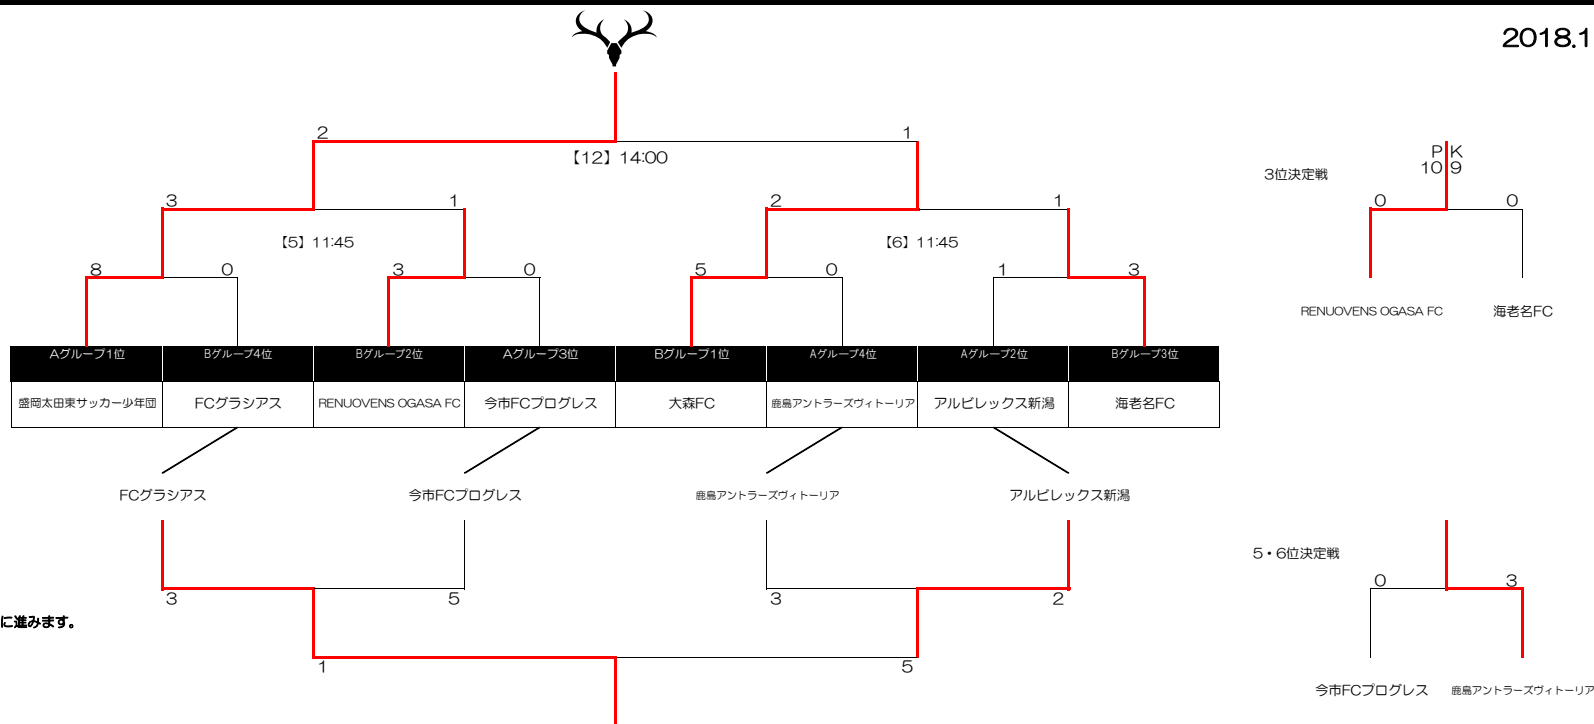 2018.1
2 1
【12】 14:00
P K
10 9
3位決定戦
3 1 2 1 0 0
【5】 11:45 【6】 11:45
8 0 3 0 5 0 1 3
RENUOVENS OGASA FC 海老名FC
Aグループ1位 Bグループ4位 Bグループ2位 Aグループ3位 Bグループ1位 Aグループ4位 Aグループ2位 Bグループ3位
盛岡太田東サッカー少年団 FCグラシアス RENUOVENS OGASA FC 今市FCプログレス 大森FC 鹿島アントラーズヴィトーリア アルビレックス新潟 海老名FC
FCグラシアス 今市FCプログレス 鹿島アントラーズヴィトーリア アルビレックス新潟
5・6位決定戦
0 3
3 5 3 2
に進みます。
1 5
今市FCプログレス 鹿島アントラーズヴィトーリア